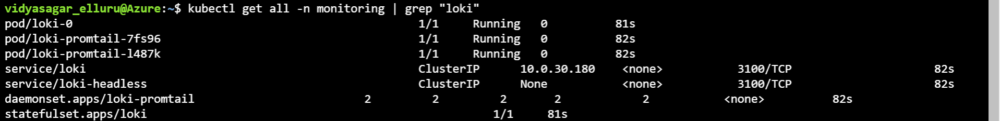 vidyasagar_elluru@Azure:~$ kubectl get all -n monitoring | grep "loki"
pod/loki-0 1/1 Running 0 81s
pod/loki-promtail-7fs96 1/1 Running 0 82s
pod/loki-promtail-l487k 1/1 Running 0 82s
service/loki ClusterIP 10.0.30.180 <none> 3100/TCP 82s
service/loki-headless ClusterIP None <none> 3100/TCP 82s
daemonset.apps/loki-promtail 2 2 2 2 2 <none> 82s
statefulset.apps/loki 1/1 81s